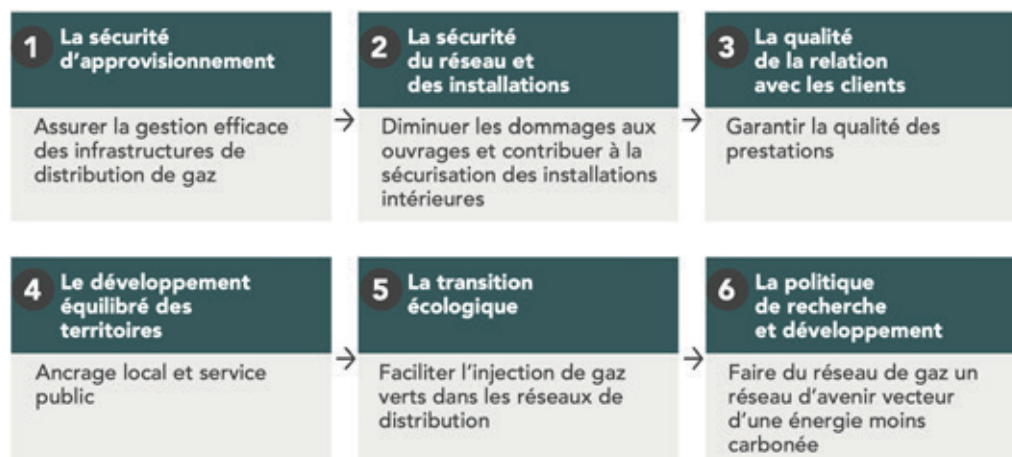 1
La sécurité
d'approvisionnement
Assurer la gestion efficace
des infrastructures de
distribution de gaz
2
La sécurité
du réseau et
des installations
Diminuer les dommages aux
ouvrages et contribuer à la
sécurisation des installations
intérieures
3
La qualité
de la relation
avec les clients
Garantir la qualité des
prestations
4
Le développement
équilibré des
territoires
Ancrage local et service
public
5
La transition
écologique
Faciliter l'injection de gaz
verts dans les réseaux de
distribution
6
La politique
de recherche
et développement
Faire du réseau de gaz un
réseau d'avenir vecteur
d'une énergie moins
carbonée